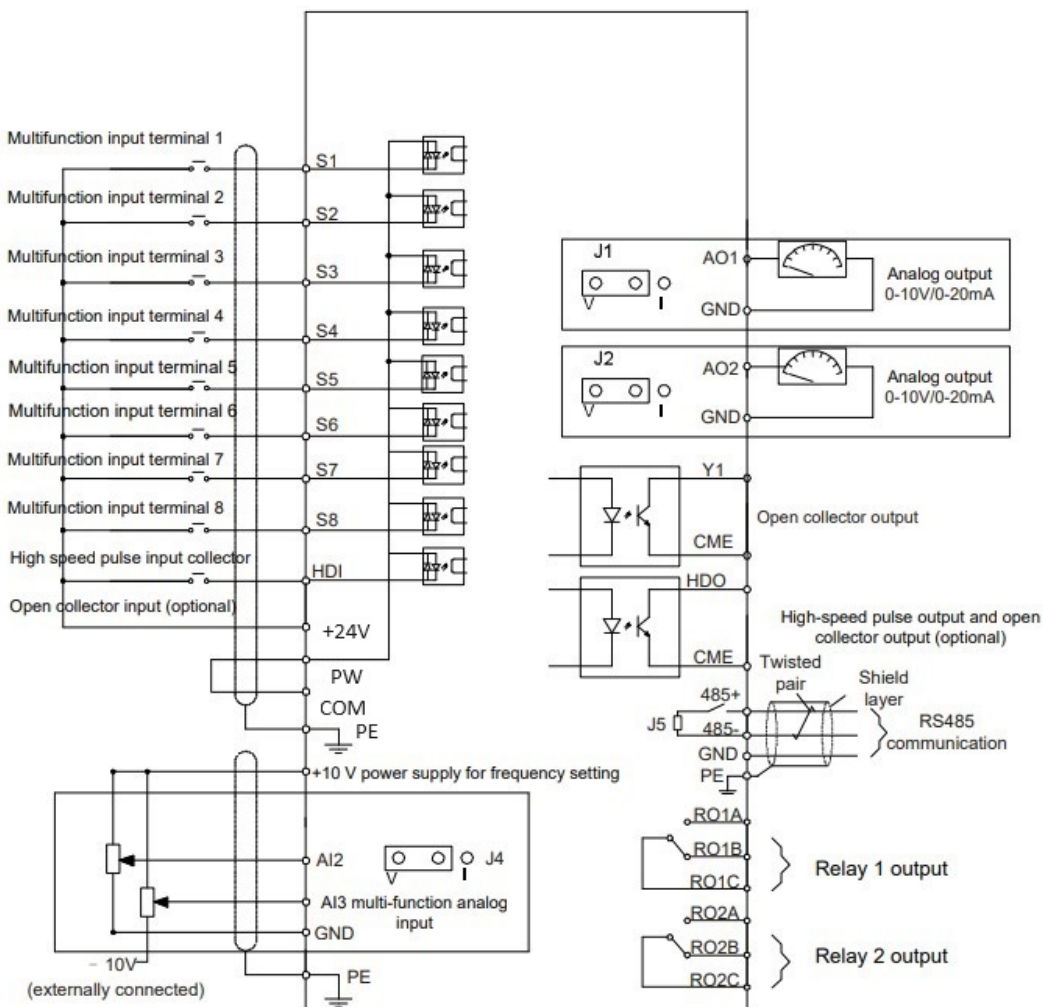 Multifunction input terminal 1
S1
Multifunction input terminal 2
S2
Multifunction input terminal 3
S3
Multifunction input terminal 4
S4
Multifunction input terminal 5
S5
Multifunction input terminal 6
S6
Multifunction input terminal 7
S7
Multifunction input terminal 8
S8
High speed pulse input collector
HDI
Open collector input (optional)
+24V
PW
COM
PE
+10 V power supply for frequency setting
AI2
V
I
J4
AI3 multi-function analog
input
GND
- 10V
(externally connected)
PE
J1
V
I
AO1
GND
Analog output
0-10V/0-20mA
J2
V
I
AO2
GND
Analog output
0-10V/0-20mA
Y1
CME
Open collector output
HDO
CME
High-speed pulse output and open
collector output (optional)
Twisted
pair
Shield
layer
485+
J5
485-
GND
PE
RS485
communication
RO1A
RO1B
RO1C
Relay 1 output
RO2A
RO2B
RO2C
Relay 2 output